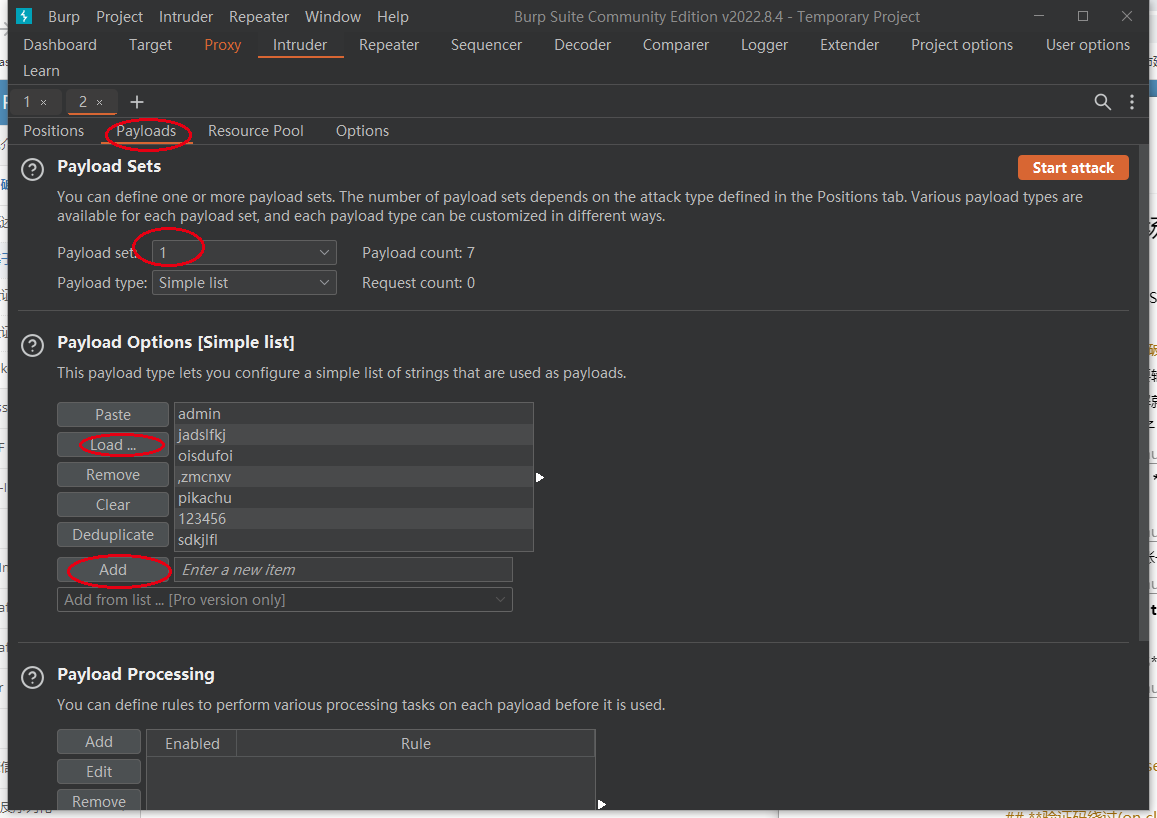 Burp Project Intruder Repeater Window Help Burp Suite Community Edition v2022.8.4 - Temporary Project
Dashboard Target Proxy Intruder Repeater Sequencer Decoder Comparer Logger Extender Project options User options
Learn
1 × 2 × +
Positions Payloads Resource Pool Options
? Payload Sets Start attack
You can define one or more payload sets. The number of payload sets depends on the attack type defined in the Positions tab. Various payload types are
available for each payload set, and each payload type can be customized in different ways.
Payload set: 1 Payload count: 7
Payload type: Simple list Request count: 0
? Payload Options [Simple list]
This payload type lets you configure a simple list of strings that are used as payloads.
Paste admin
jadslfkj
Load ... oisdufoi
Remove ,zmcnxv
Clear pikachu
123456
Deduplicate sdkjlfl
Add Enter a new item
Add from list ... [Pro version only]
? Payload Processing
You can define rules to perform various processing tasks on each payload before it is used.
Add Enabled Rule
Edit
Remove